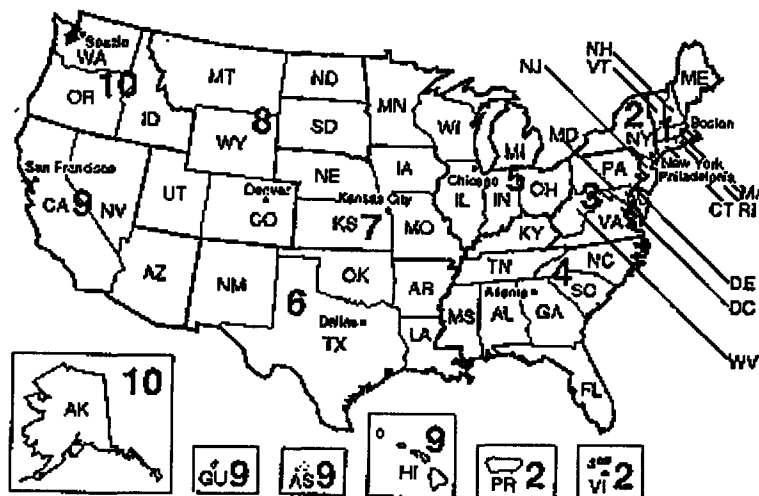 NH
NJ
VT
Seattle
WA
10
MT
ND
ME
OR
ID
MN
2
Boston
8
WY
SD
WI
MI
MD
NY
New York
Philadelphia
MA
CT RI
San Francisco
NE
IA
Chicago
5
PA
CA
9
NV
UT
Denver
CO
Kansas City
KS
7
MO
IL
IN
OH
3
VA
KY
AZ
NM
OK
AR
TN
NC
4
SC
DE
DC
6
Dallas
TX
LA
MS
Atlanta
AL
GA
WV
FL
10
AK
GU 9
AS 9
9
HI
PR 2
VI 2